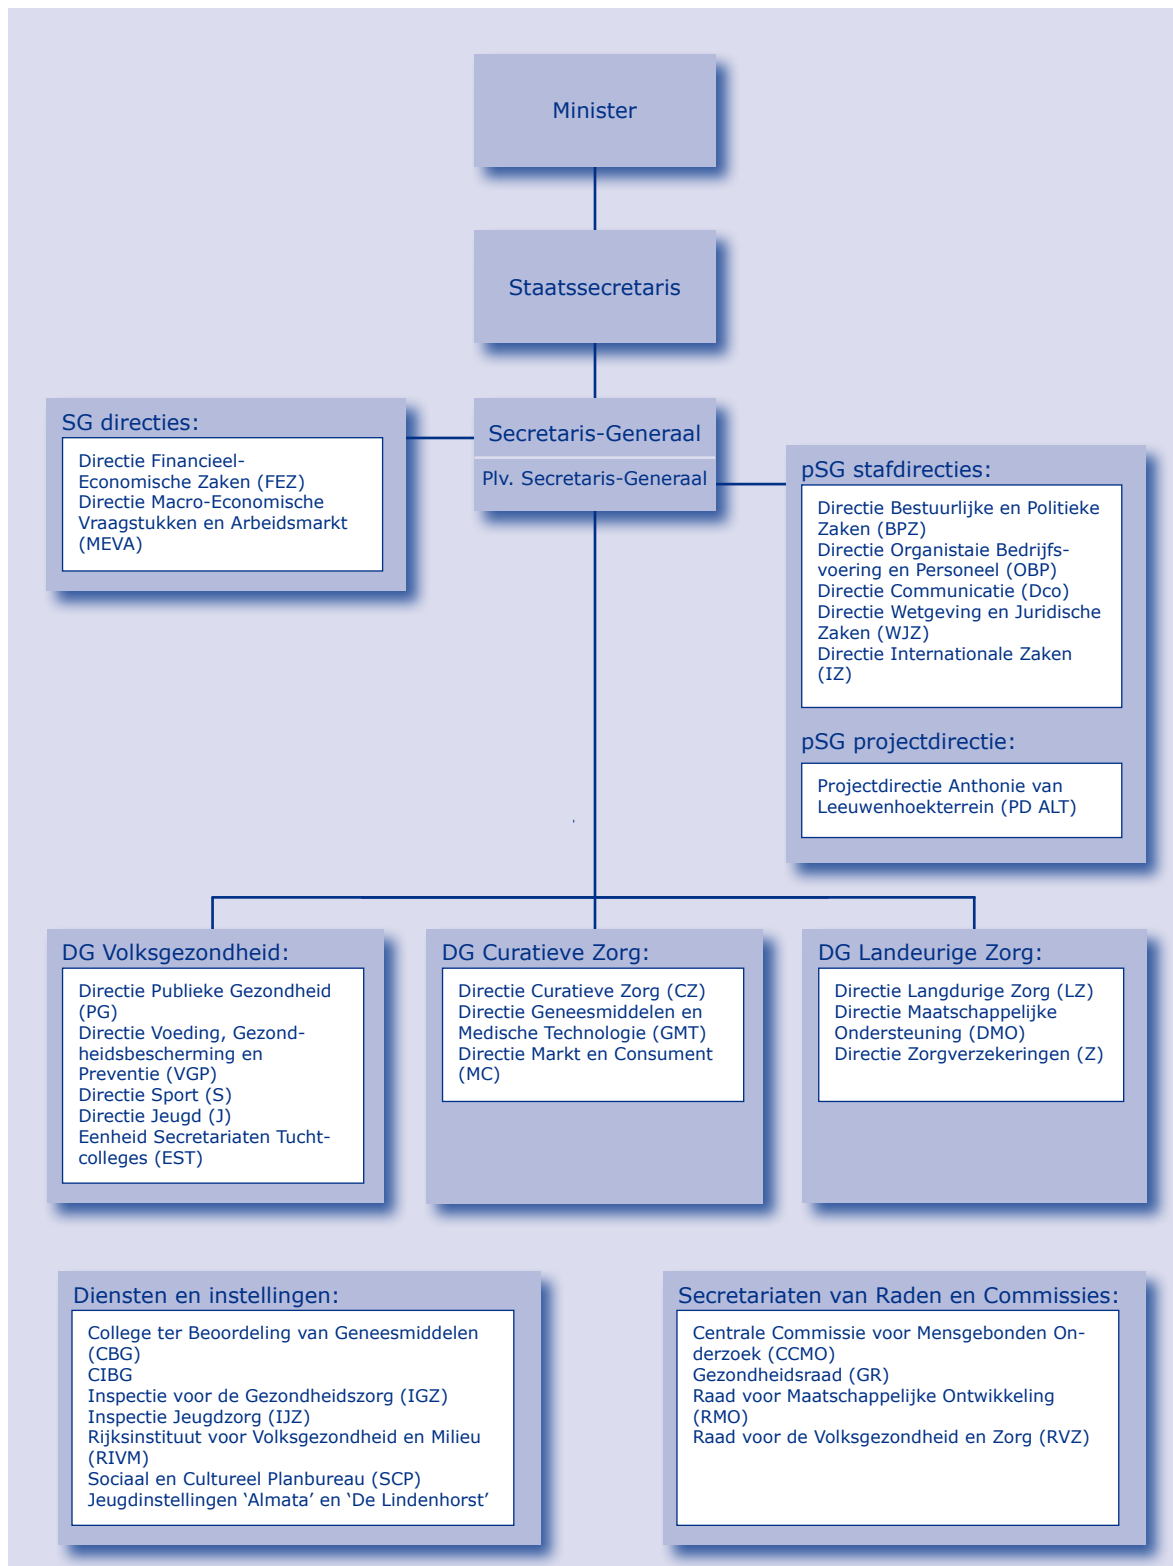 Minister
Staatssecretaris
Secretaris-Generaal
Plv. Secretaris-Generaal
SG directies:
Directie Financieel-
Economische Zaken (FEZ)
Directie Macro-Economische
Vraagstukken en Arbeidsmarkt
(MEVA)
pSG stafdirecties:
Directie Bestuurlijke en Politieke
Zaken (BPZ)
Directie Organistaie Bedrijfs-
voering en Personeel (OBP)
Directie Communicatie (Dco)
Directie Wetgeving en Juridische
Zaken (WJZ)
Directie Internationale Zaken
(IZ)
pSG projectdirectie:
Projectdirectie Anthonie van
Leeuwenhoekterrein (PD ALT)
DG Volksgezondheid:
Directie Publieke Gezondheid
(PG)
Directie Voeding, Gezond-
heidsbescherming en
Preventie (VGP)
Directie Sport (S)
Directie Jeugd (J)
Eenheid Secretariaten Tucht-
colleges (EST)
DG Curatieve Zorg:
Directie Curatieve Zorg (CZ)
Directie Geneesmiddelen en
Medische Technologie (GMT)
Directie Markt en Consument
(MC)
DG Landeurige Zorg:
Directie Langdurige Zorg (LZ)
Directie Maatschappelijke
Ondersteuning (DMO)
Directie Zorgverzekeringen (Z)
Diensten en instellingen:
College ter Beoordeling van Geneesmiddelen
(CBG)
CIBG
Inspectie voor de Gezondheidszorg (IGZ)
Inspectie Jeugdzorg (IJZ)
Rijksinstituut voor Volksgezondheid en Milieu
(RIVM)
Sociaal en Cultureel Planbureau (SCP)
Jeugdinstellingen ‘Almata’ en ‘De Lindenhorst’
Secretariaten van Raden en Commissies:
Centrale Commissie voor Mensgebonden On-
derzoek (CCMO)
Gezondheidsraad (GR)
Raad voor Maatschappelijke Ontwikkeling
(RMO)
Raad voor de Volksgezondheid en Zorg (RVZ)